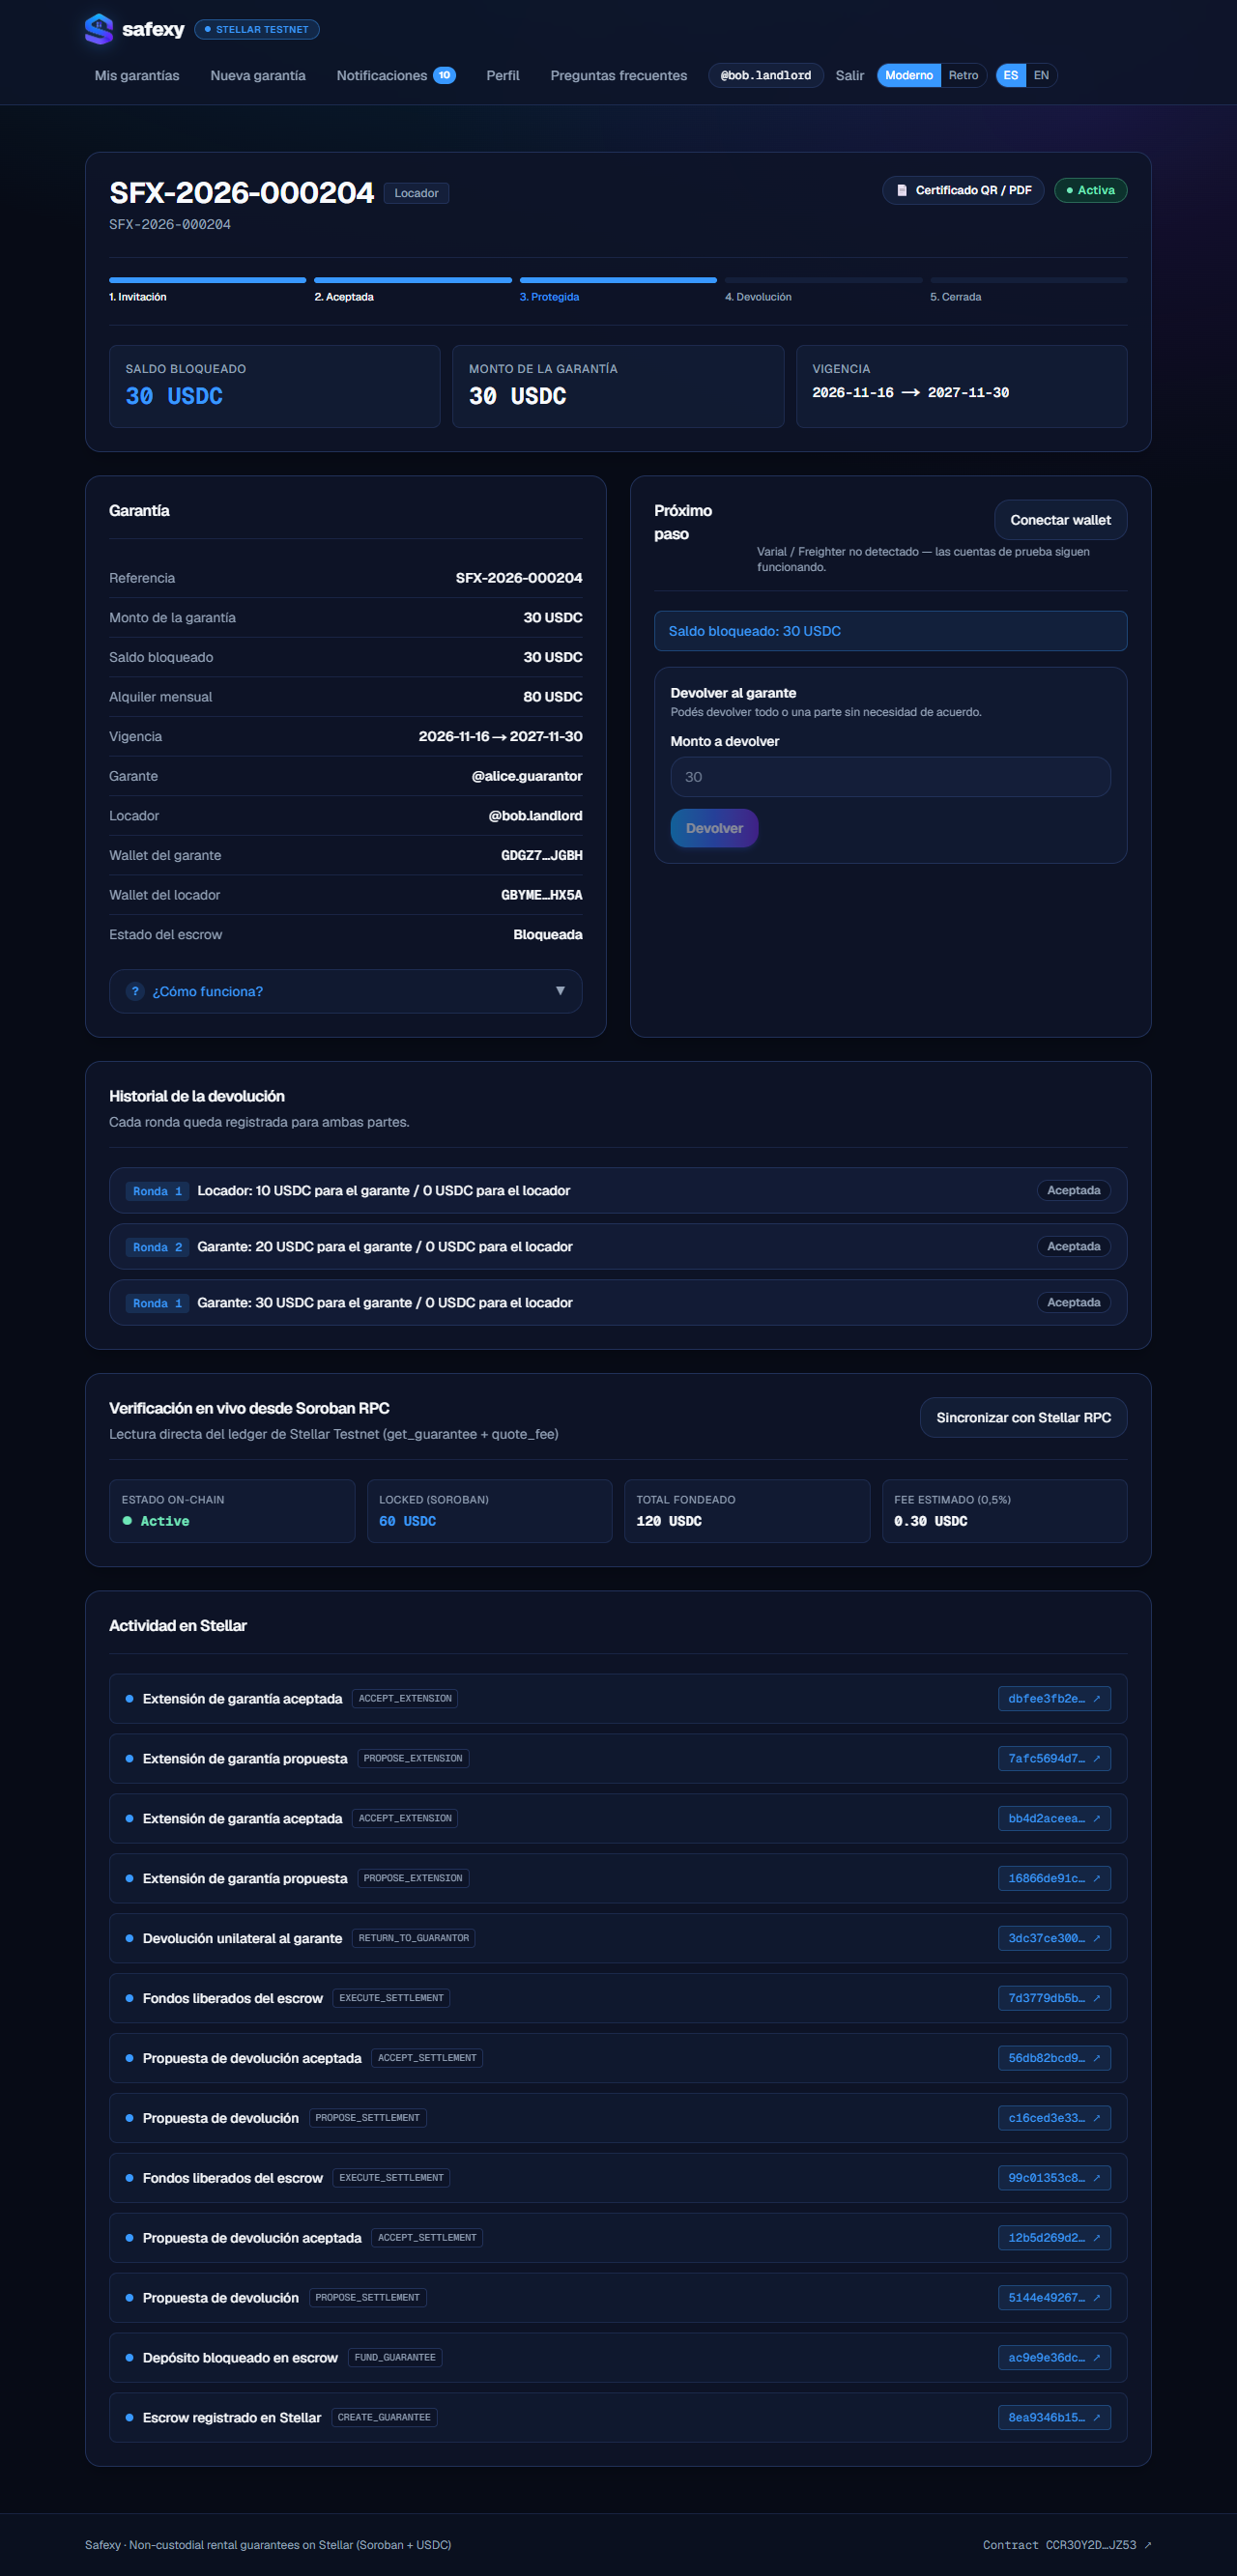 safexy
STELLAR TESTNET
Mis garantías
Nueva garantía
Notificaciones 10
Perfil
Preguntas frecuentes
@bob.landlord
Salir
Moderno Retro
ES EN
SFX-2026-000204 Locador
Certificado QR / PDF
Activa
SFX-2026-000204
1. Invitación
2. Aceptada
3. Protegida
4. Devolución
5. Cerrada
SALDO BLOQUEADO
30 USDC
MONTO DE LA GARANTÍA
30 USDC
VIGENCIA
2026-11-16 → 2027-11-30
Garantía
Referencia SFX-2026-000204
Monto de la garantía 30 USDC
Saldo bloqueado 30 USDC
Alquiler mensual 80 USDC
Vigencia 2026-11-16 → 2027-11-30
Garante @alice.guarantor
Locador @bob.landlord
Wallet del garante GDGZ7…JGBH
Wallet del locador GBYME…HX5A
Estado del escrow Bloqueada
? ¿Cómo funciona? ▼
Próximo
paso
Conectar wallet
Varial / Freighter no detectado — las cuentas de prueba siguen
funcionando.
Saldo bloqueado: 30 USDC
Devolver al garante
Podés devolver todo o una parte sin necesidad de acuerdo.
Monto a devolver
30
Devolver
Historial de la devolución
Cada ronda queda registrada para ambas partes.
Ronda 1 Locador: 10 USDC para el garante / 0 USDC para el locador Aceptada
Ronda 2 Garante: 20 USDC para el garante / 0 USDC para el locador Aceptada
Ronda 1 Garante: 30 USDC para el garante / 0 USDC para el locador Aceptada
Verificación en vivo desde Soroban RPC
Lectura directa del ledger de Stellar Testnet (get_guarantee + quote_fee)
Sincronizar con Stellar RPC
ESTADO ON-CHAIN
● Active
LOCKED (SOROBAN)
60 USDC
TOTAL FONDEADO
120 USDC
FEE ESTIMADO (0,5%)
0.30 USDC
Actividad en Stellar
Extensión de garantía aceptada ACCEPT_EXTENSION dbfee3fb2e… ↗
Extensión de garantía propuesta PROPOSE_EXTENSION 7afc5694d7… ↗
Extensión de garantía aceptada ACCEPT_EXTENSION bb4d2aceea… ↗
Extensión de garantía propuesta PROPOSE_EXTENSION 16866de91c… ↗
Devolución unilateral al garante RETURN_TO_GUARANTOR 3dc37ce300… ↗
Fondos liberados del escrow EXECUTE_SETTLEMENT 7d3779db5b… ↗
Propuesta de devolución aceptada ACCEPT_SETTLEMENT 56db82bcd9… ↗
Propuesta de devolución PROPOSE_SETTLEMENT c16ced3e33… ↗
Fondos liberados del escrow EXECUTE_SETTLEMENT 99c01353c8… ↗
Propuesta de devolución aceptada ACCEPT_SETTLEMENT 12b5d269d2… ↗
Propuesta de devolución PROPOSE_SETTLEMENT 5144e49267… ↗
Depósito bloqueado en escrow FUND_GUARANTEE ac9e9e36dc… ↗
Escrow registrado en Stellar CREATE_GUARANTEE 8ea9346b15… ↗
Safexy · Non-custodial rental guarantees on Stellar (Soroban + USDC)
Contract CCR3OY2D…JZ53 ↗